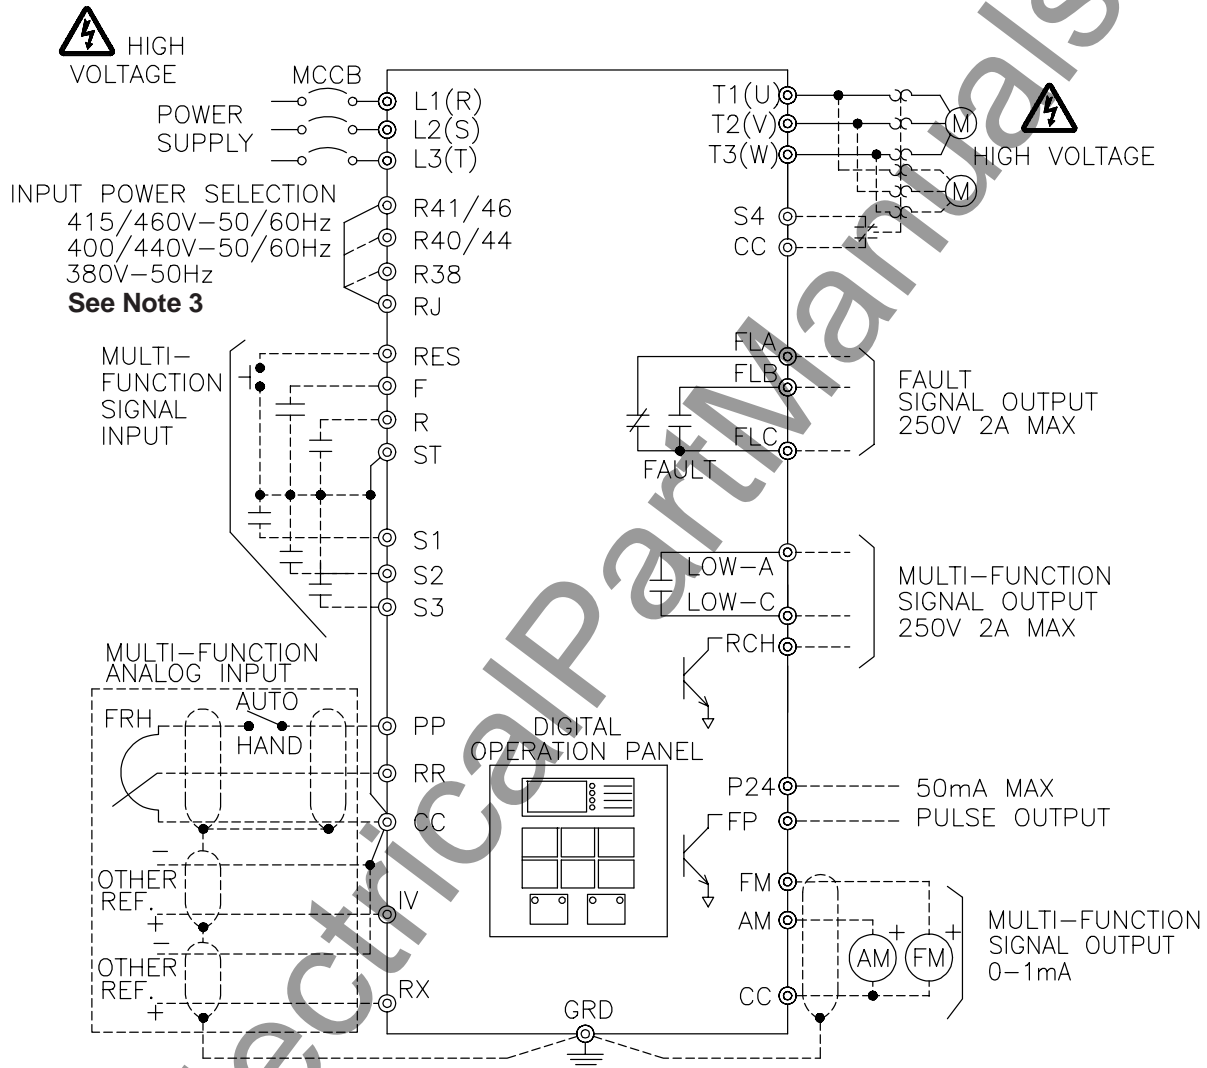 HIGH
VOLTAGE
MCCB
POWER
SUPPLY
L1(R)
L2(S)
L3(T)
INPUT POWER SELECTION
415/460V-50/60Hz
400/440V-50/60Hz
380V-50Hz
See Note 3
R41/46
R40/44
R38
RJ
MULTI-
FUNCTION
SIGNAL
INPUT
RES
F
R
ST
S1
S2
S3
MULTI-FUNCTION
ANALOG INPUT
AUTO
FRH
HAND
PP
RR
CC
OTHER
REF.
-
+
IV
OTHER
REF.
-
+
RX
DIGITAL
OPERATION PANEL
GRD
T1(U)
T2(V)
T3(W)
M
M
HIGH VOLTAGE
S4
CC
FLA
FLB
FLC
FAULT
FAULT
SIGNAL OUTPUT
250V 2A MAX
LOW-A
LOW-C
RCH
MULTI-FUNCTION
SIGNAL OUTPUT
250V 2A MAX
P24
50mA MAX
FP
PULSE OUTPUT
FM
AM
CC
AM
+
FM
+
MULTI-FUNCTION
SIGNAL OUTPUT
0-1mA
ectricalPartManuals